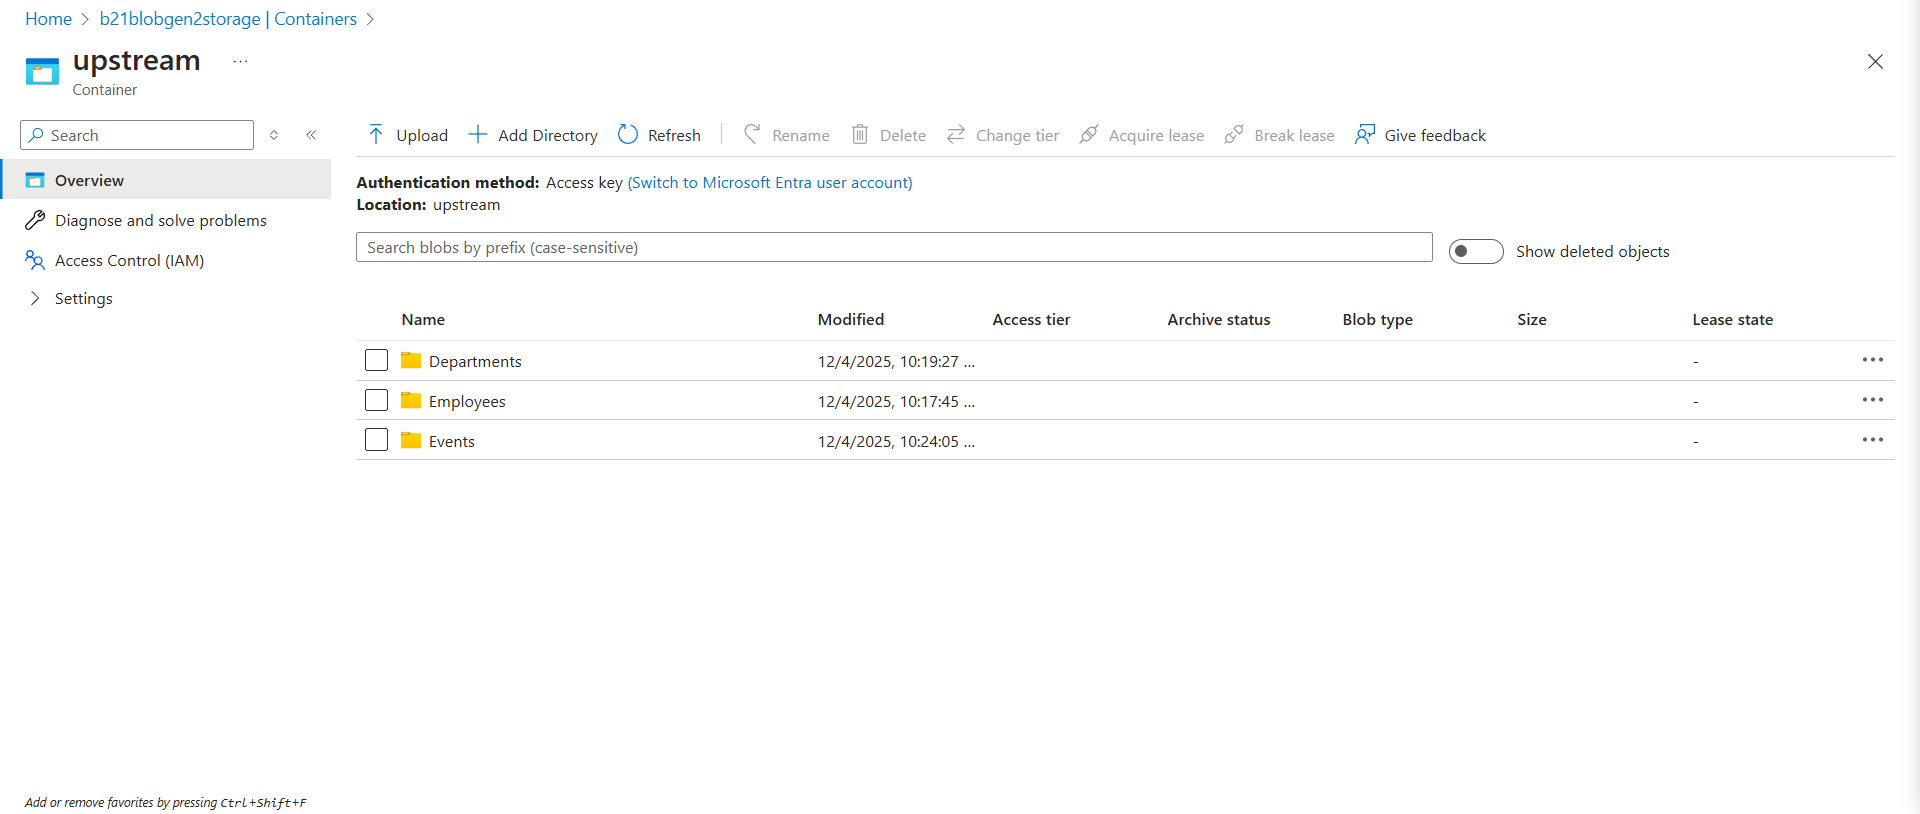 Home > b21blobgen2storage | Containers >
upstream ...
Container
Search
Overview
Diagnose and solve problems
Access Control (IAM)
Settings
Upload Add Directory Refresh Rename Delete Change tier Acquire lease Break lease Give feedback
Authentication method: Access key (Switch to Microsoft Entra user account)
Location: upstream
Search blobs by prefix (case-sensitive)
Show deleted objects
Name Modified Access tier Archive status Blob type Size Lease state
Departments 12/4/2025, 10:19:27 ... -
Employees 12/4/2025, 10:17:45 ... -
Events 12/4/2025, 10:24:05 ... -
Add or remove favorites by pressing Ctrl+Shift+F